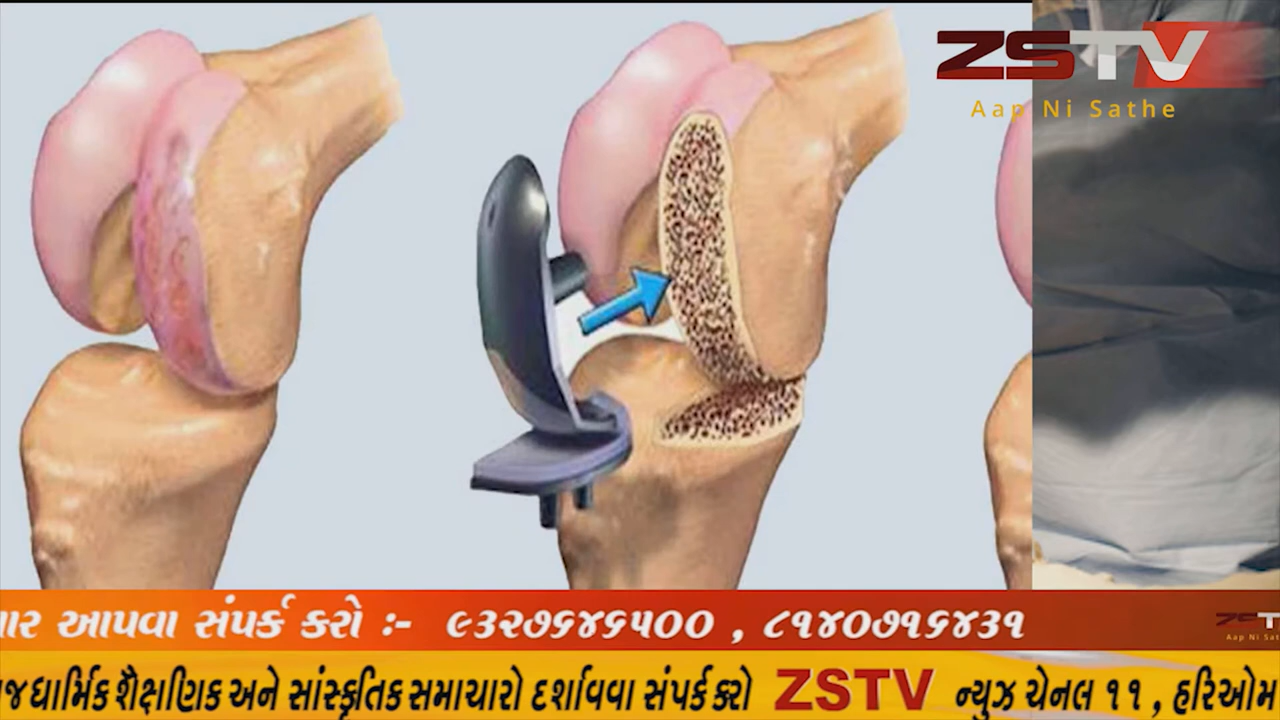 ZSTV
Aap Ni Sathe
આપવા સંપર્ક કરો :- ૯૩૨૭૬૪૬૫૦૦ , ૮૧૪૦૭૧૬૪૩૧
ધાર્મિક શૈક્ષણિક અને સાંસ્કૃતિક સમાચારો દર્શાવવા સંપર્ક કરો ZSTV ન્યુઝ ચેનલ ૧૧ , હરિઓમ